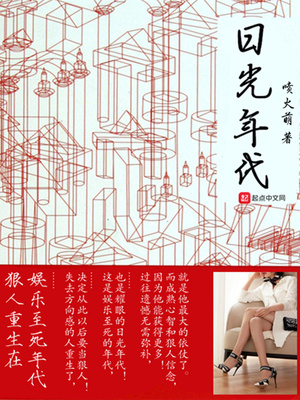 日光年代
喷火萌 著
起
起点中文网
狠人重生在
娱乐至死年代
……
失去方向感的人重生了，
决定从此以后要当狠人！
……
这是娱乐至死的年代，
也是耀眼的日光年代！
……
过往遗憾无需弥补，
因为他能获得更多！
而成熟心智和狠人信念，
就是他最大的依仗了。